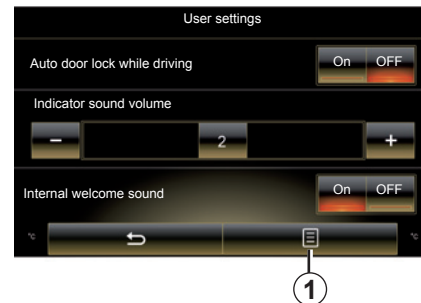 User settings
Auto door lock while driving
On OFF
Indicator sound volume
− 2 +
Internal welcome sound
On OFF
°C °C
1